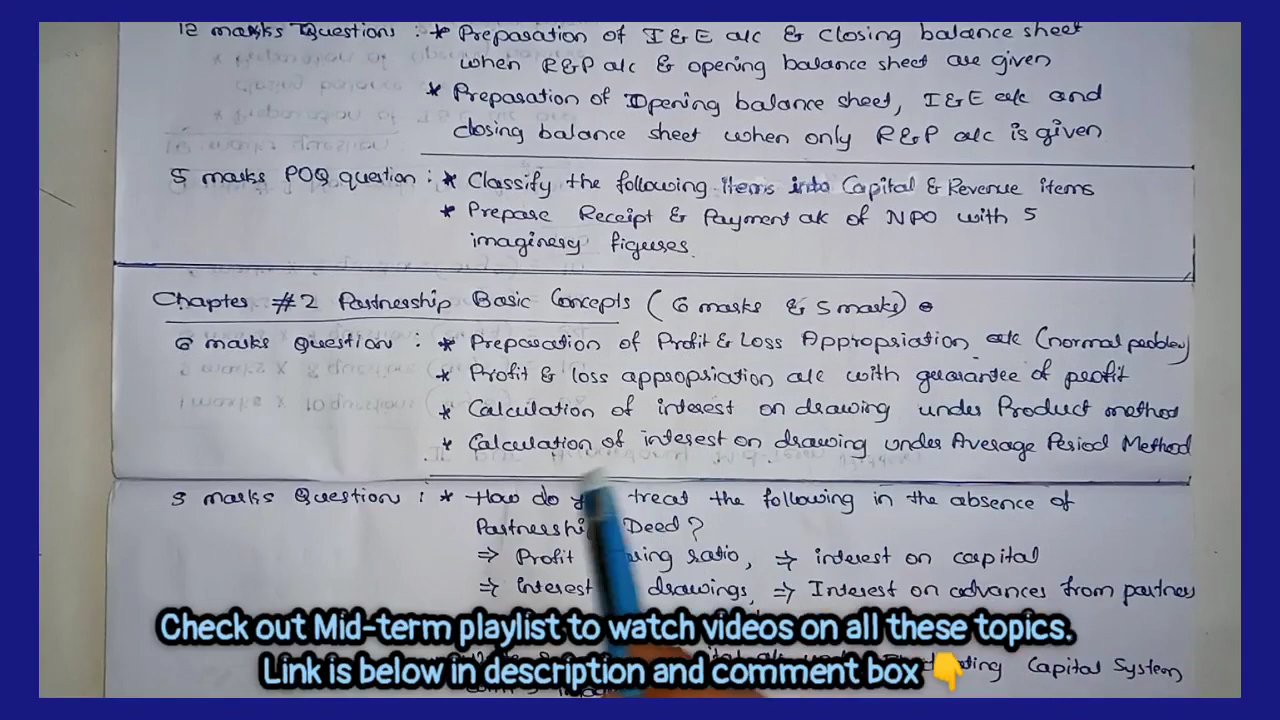 12 marks Questions : * Preparation of I&E a/c & Closing balance sheet
when R&P a/c & opening balance sheet are given
* Preparation of Opening balance sheet, I&E a/c and
closing balance sheet when only R&P a/c is given
5 marks POQ question : * Classify the following items into Capital & Revenue items
* Prepare Receipt & Payment a/c of NPO with 5
imaginery figures.
Chapter #2 Partnership Basic Concepts (6 marks & 5 marks)
6 marks Question : * Preparation of Profit & Loss Appropriation a/c (normal problem)
* Profit & loss appropriation a/c with guarantee of profit
* Calculation of interest on drawing under Product method
* Calculation of interest on drawing under Average Period Method
5 marks Question : * How do treat the following in the absence of
Deed?
⇒ Profit ratio, ⇒ interest on capital
⇒ interest drawings, ⇒ Interest on advances from partner
Check out Mid-term playlist to watch videos on all these topics.
Capital System,
Link is below in description and comment box 👇